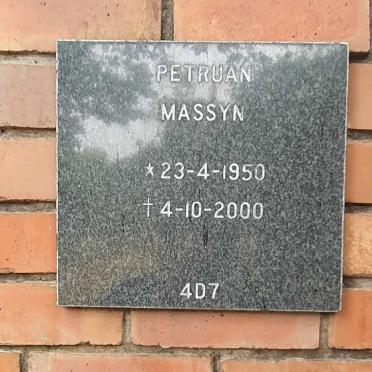 PETRUAN
MASSYN
* 23-4-1950
† 4-10-2000
4D7